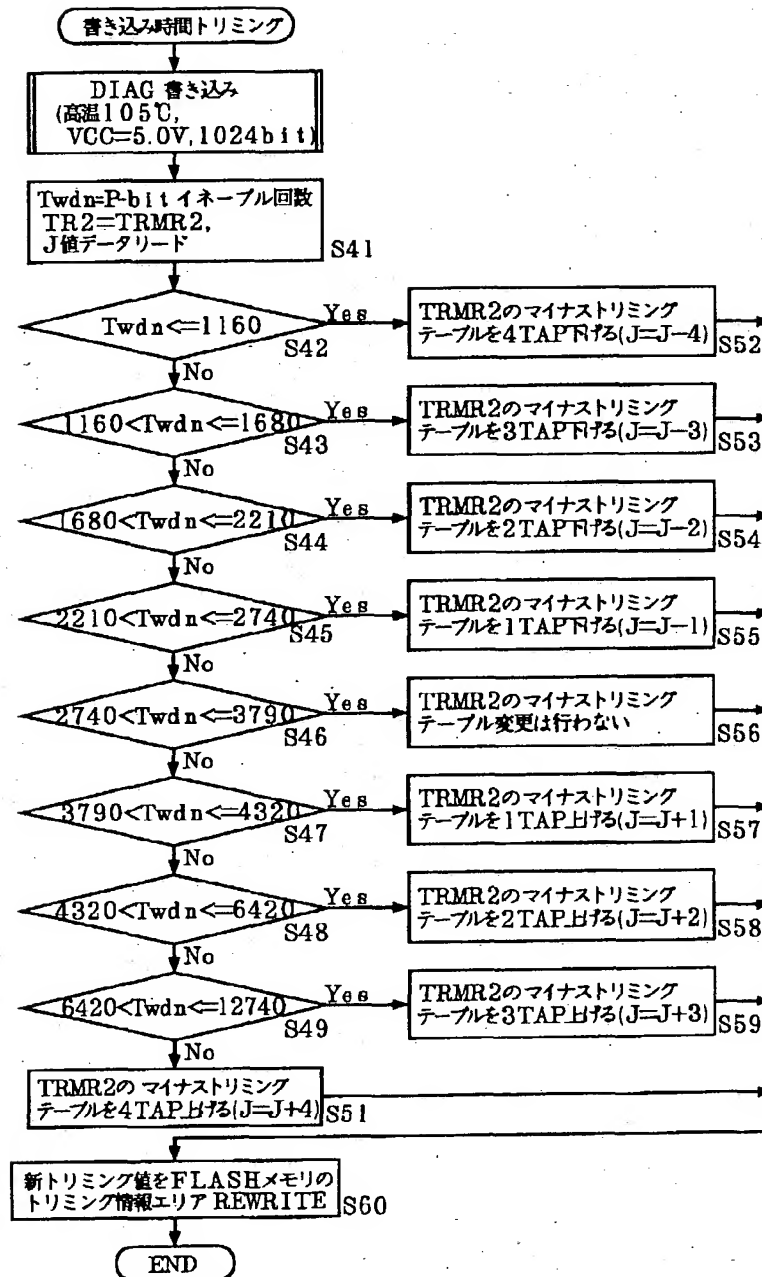 書き込み時間トリミング
DIAG 書き込み
(高温105℃,
VCC=5.0V,1024bit)
Twdn=P-bitイネーブル回数
TR2=TRMR2,
J値データリード
S41
Twdn<=1160
Yes
S42
TRMR2のマイナストリミング
テーブルを4TAP下げる(J=J-4)
S52
No
1160<Twdn<=1680
Yes
S43
TRMR2のマイナストリミング
テーブルを3TAP下げる(J=J-3)
S53
No
1680<Twdn<=2210
Yes
S44
TRMR2のマイナストリミング
テーブルを2TAP下げる(J=J-2)
S54
No
2210<Twdn<=2740
Yes
S45
TRMR2のマイナストリミング
テーブルを1TAP下げる(J=J-1)
S55
No
2740<Twdn<=3790
Yes
S46
TRMR2のマイナストリミング
テーブル変更は行わない
S56
No
3790<Twdn<=4320
Yes
S47
TRMR2のマイナストリミング
テーブルを1TAP上げる(J=J+1)
S57
No
4320<Twdn<=6420
Yes
S48
TRMR2のマイナストリミング
テーブルを2TAP上げる(J=J+2)
S58
No
6420<Twdn<=12740
Yes
S49
TRMR2のマイナストリミング
テーブルを3TAP上げる(J=J+3)
S59
No
TRMR2の マイナストリミング
テーブルを4TAP上げる(J=J+4)
S51
新トリミング値をFLASHメモリの
トリミング情報エリア REWRITE
S60
END